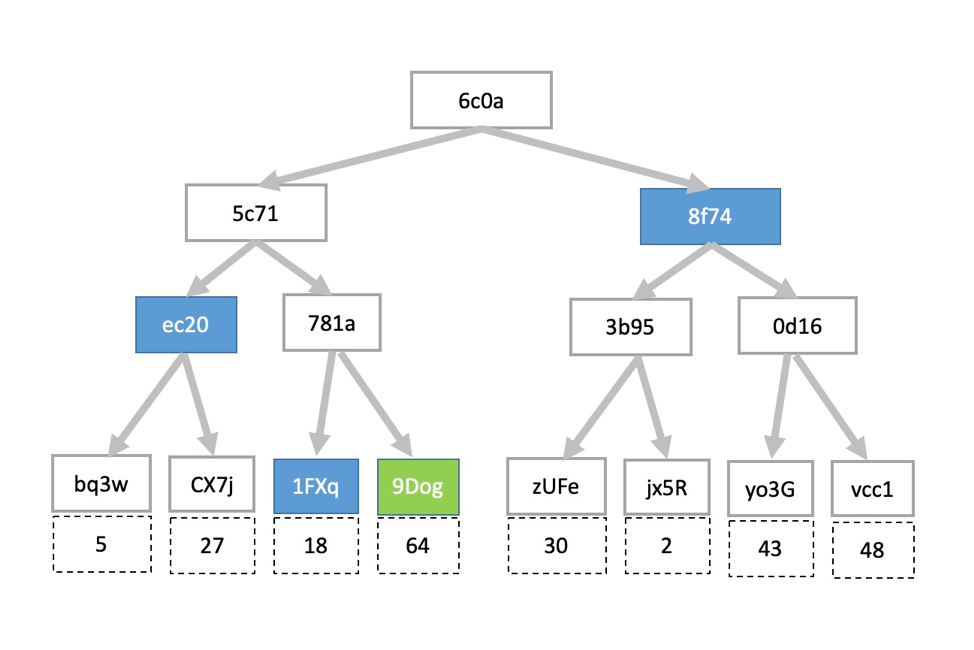 6c0a
5c71
8f74
ec20
781a
3b95
0d16
bq3w
CX7j
1FXq
9Dog
zUFe
jx5R
yo3G
vcc1
5
27
18
64
30
2
43
48